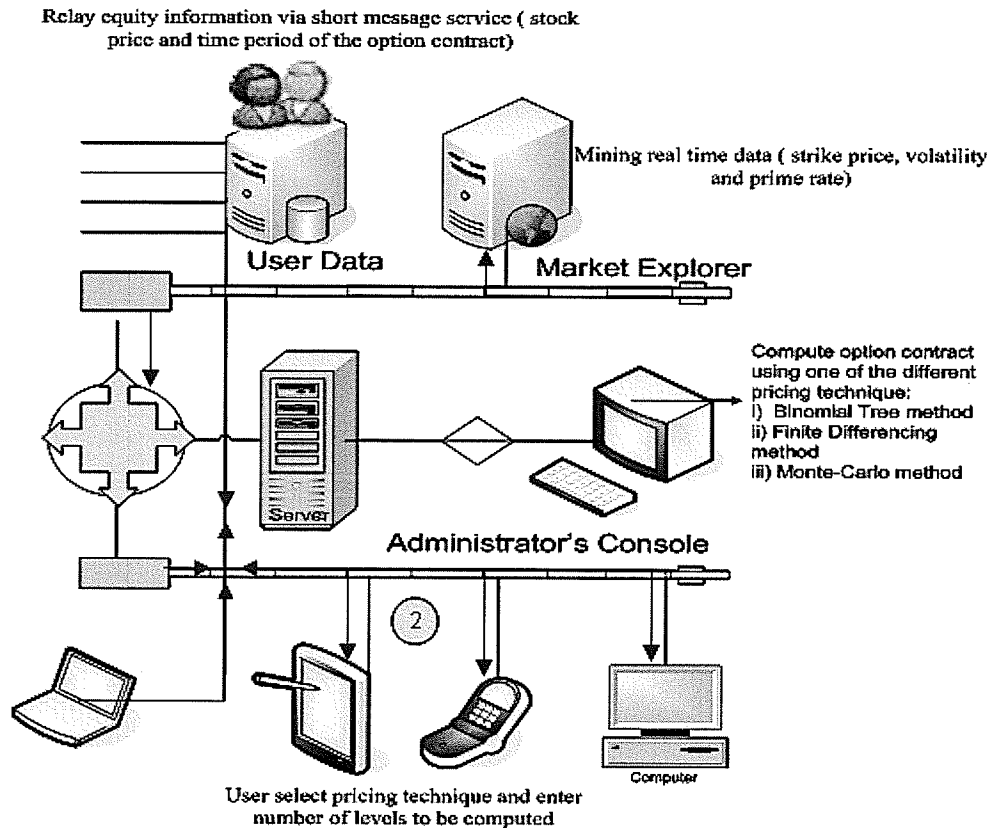 Relay equity information via short message service ( stock
price and time period of the option contract)
Mining real time data ( strike price, volatility
and prime rate)
User Data
Market Explorer
Compute option contract
using one of the different
pricing technique:
i) Binomial Tree method
ii) Finite Differencing
method
iii) Monte-Carlo method
Server
Administrator's Console
2
Computer
User select pricing technique and enter
number of levels to be computed